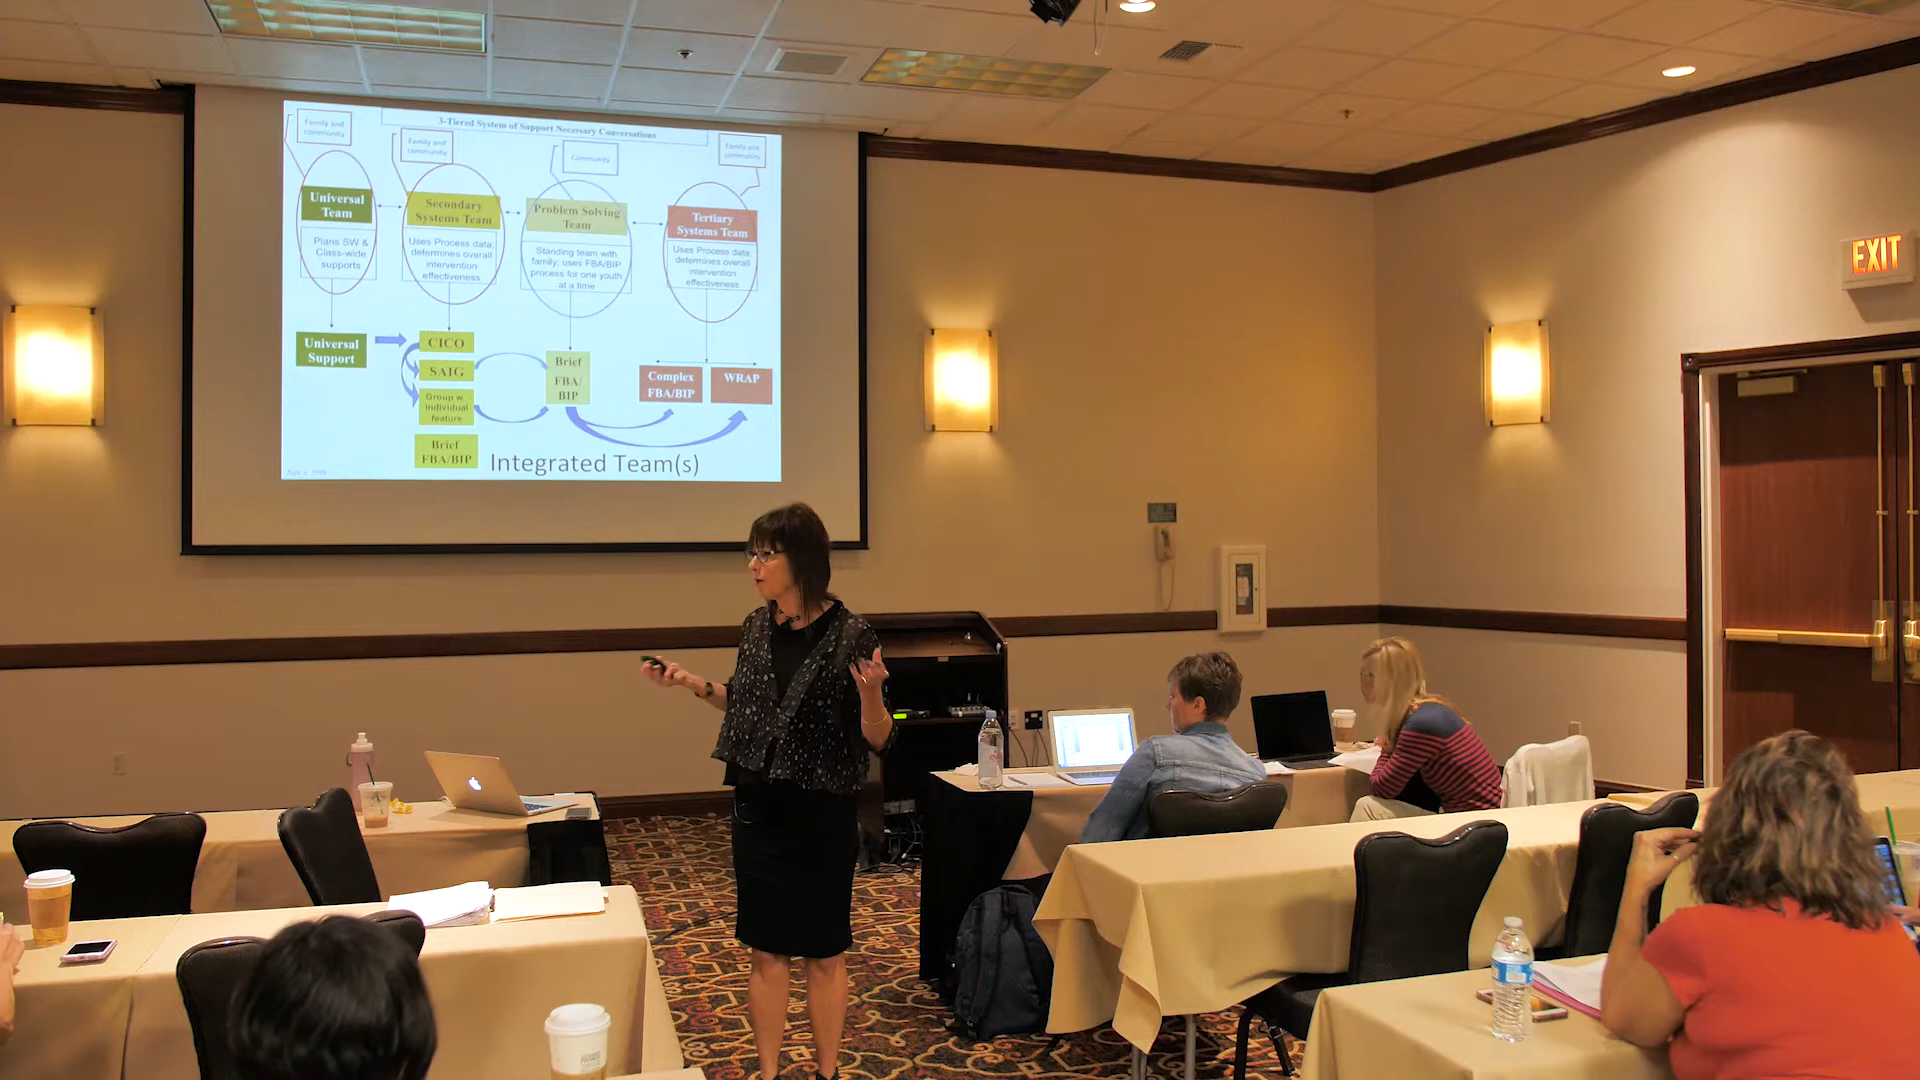 3-Tiered System of Support Necessary Conversations
Family and
community
Family and
community
Community
Family and
community
Universal
Team
Plans SW &
Class-wide
supports
Secondary
Systems Team
Uses Process data;
determines overall
intervention
effectiveness
Problem Solving
Team
Standing team with
family; uses FBA/BIP
process for one youth
at a time
Tertiary
Systems Team
Uses Process data;
determines overall
intervention
effectiveness
Universal
Support
CICO
SAIG
Group w.
individual
feature
Brief
FBA/BIP
Brief
FBA/
BIP
Complex
FBA/BIP
WRAP
Integrated Team(s)
EXIT